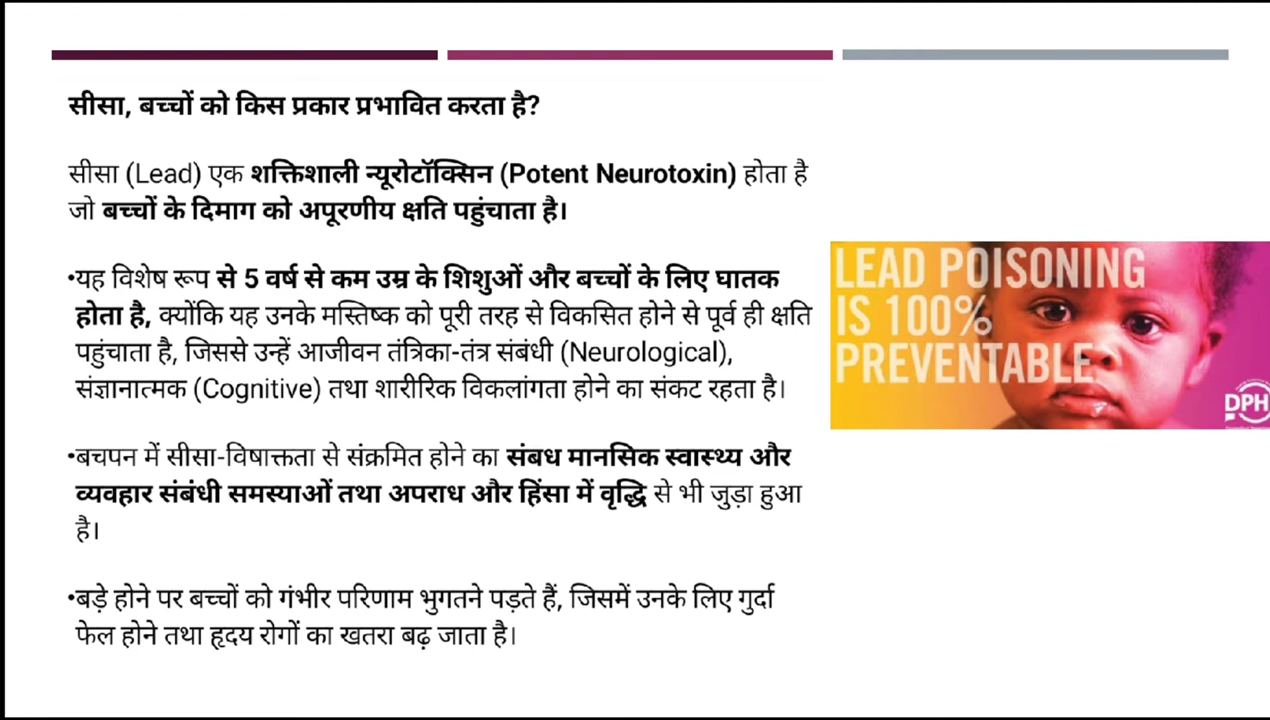 सीसा, बच्चों को किस प्रकार प्रभावित करता है?
सीसा (Lead) एक शक्तिशाली न्यूरोटॉक्सिन (Potent Neurotoxin) होता है
जो बच्चों के दिमाग को अपूरणीय क्षति पहुंचाता है।
•यह विशेष रूप से 5 वर्ष से कम उम्र के शिशुओं और बच्चों के लिए घातक
होता है, क्योंकि यह उनके मस्तिष्क को पूरी तरह से विकसित होने से पूर्व ही क्षति
पहुंचाता है, जिससे उन्हें आजीवन तंत्रिका-तंत्र संबंधी (Neurological),
संज्ञानात्मक (Cognitive) तथा शारीरिक विकलांगता होने का संकट रहता है।
•बचपन में सीसा-विषाक्तता से संक्रमित होने का संबध मानसिक स्वास्थ्य और
व्यवहार संबंधी समस्याओं तथा अपराध और हिंसा में वृद्धि से भी जुड़ा हुआ
है।
•बड़े होने पर बच्चों को गंभीर परिणाम भुगतने पड़ते हैं, जिसमें उनके लिए गुर्दा
फेल होने तथा हृदय रोगों का खतरा बढ़ जाता है।
LEAD POISONING
IS 100%
PREVENTABLE
DPH